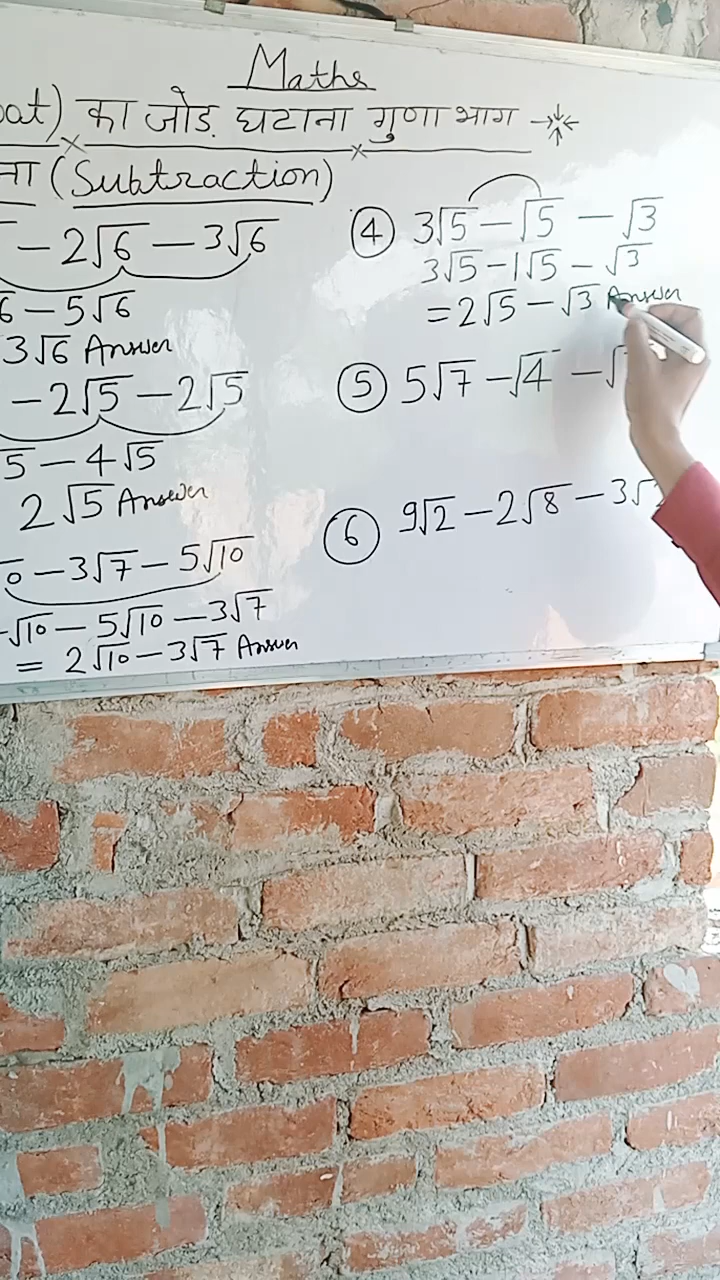 Maths
का जोड़ घटाना गुणा भाग
(Subtraction)
- 2√6 - 3√6
- 5√6
3√6 Answer
- 2√5 - 2√5
- 4√5
2√5 Answer
- 3√7 - 5√10
√10 - 5√10 - 3√7
= 2√10 - 3√7 Answer
④ 3√5 - √5 - √3
3√5 - 1√5 - √3
= 2√5 - √3 Answer
⑤ 5√7 - √4 -
⑥ 9√2 - 2√8 - 3